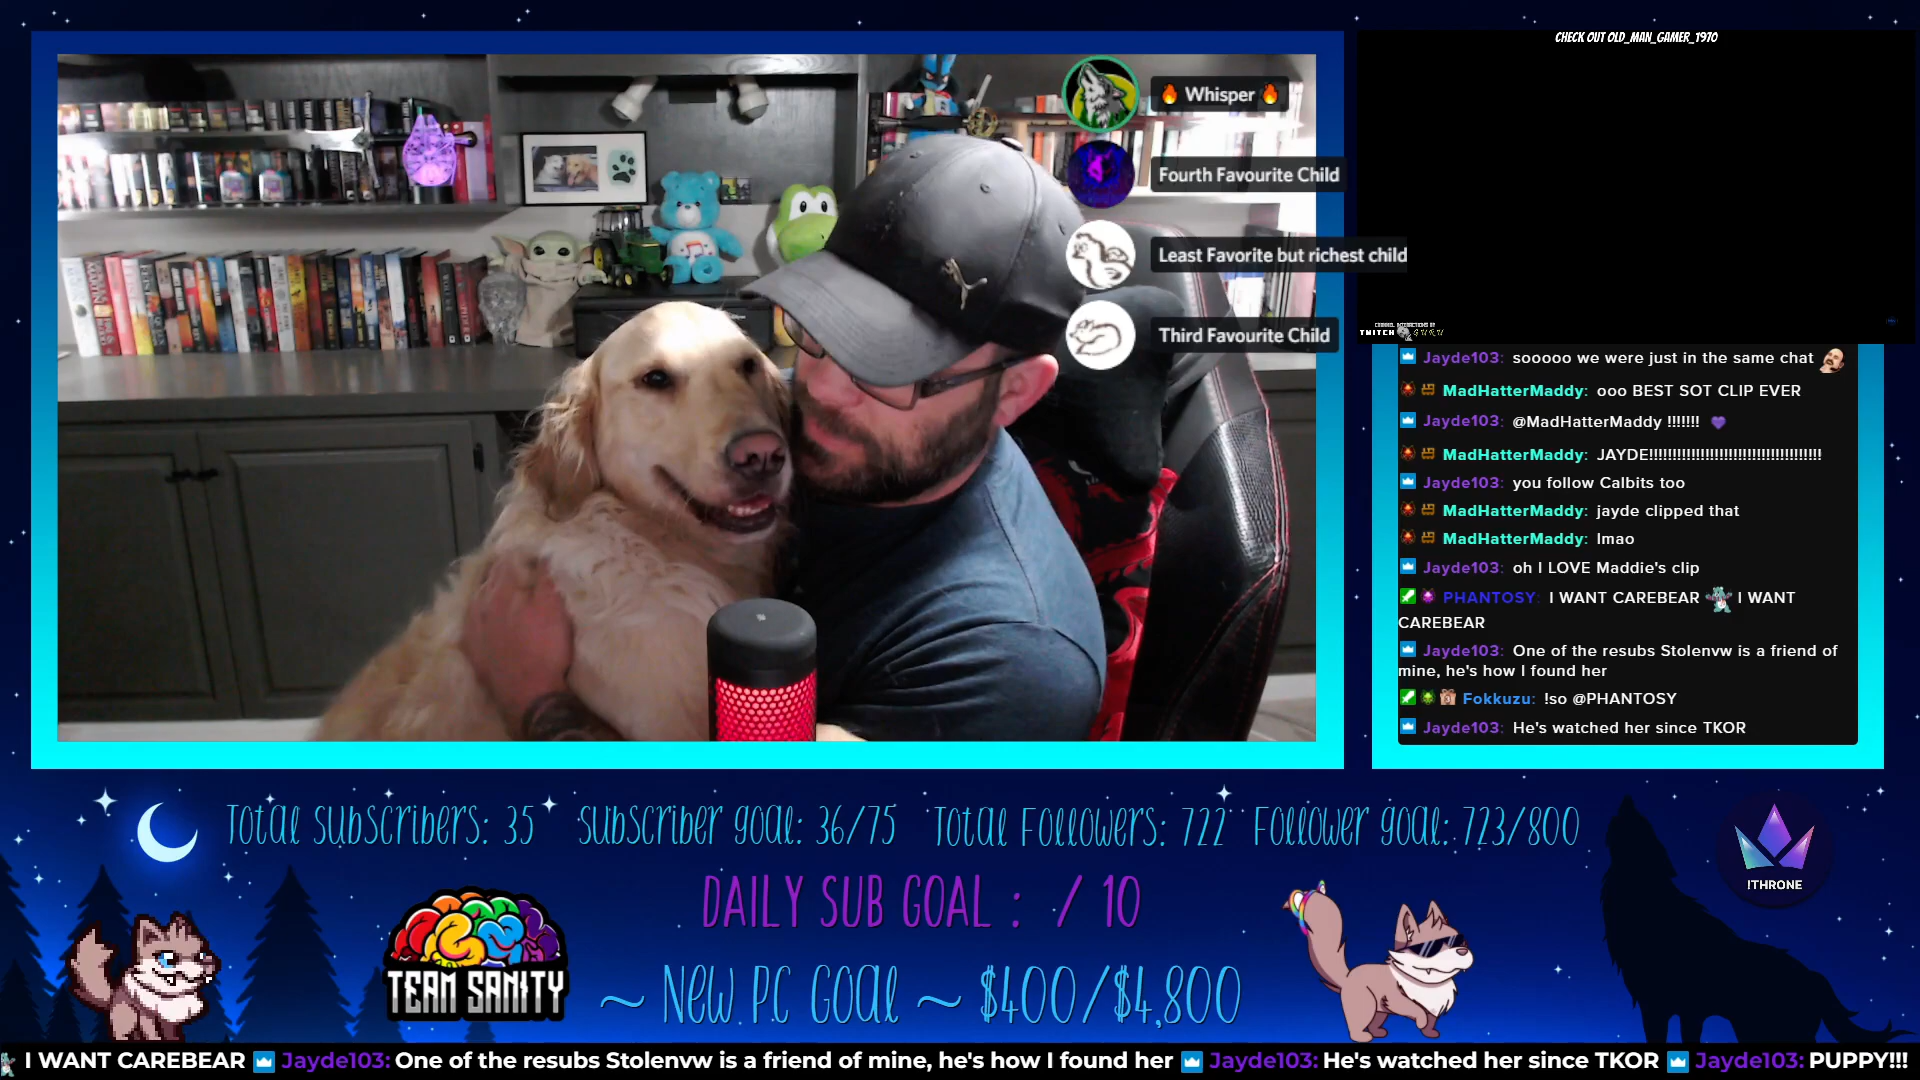 CHECK OUT OLD_MAN_GAMER_1970
🔥 Whisper 🔥
Fourth Favourite Child
Least Favorite but richest child
Third Favourite Child
CHANNEL INTERACTIONS BY
TWITCH GURU
Jayde103: sooooo we were just in the same chat
MadHatterMaddy: ooo BEST SOT CLIP EVER
Jayde103: @MadHatterMaddy !!!!!!! 💜
MadHatterMaddy: JAYDE!!!!!!!!!!!!!!!!!!!!!!!!!!!!!!!!!!!!!
Jayde103: you follow Calbits too
MadHatterMaddy: jayde clipped that
MadHatterMaddy: lmao
Jayde103: oh I LOVE Maddie's clip
PHANTOSY: I WANT CAREBEAR I WANT
CAREBEAR
Jayde103: One of the resubs Stolenvw is a friend of
mine, he's how I found her
Fokkuzu: !so @PHANTOSY
Jayde103: He's watched her since TKOR
Total Subscribers: 35 Subscriber goal: 36/75 Total Followers: 722 Follower goal: 723/800
!THRONE
DAILY SUB GOAL : / 10
TEAM SANITY
~ New PC Goal ~ $400/$4,800
I WANT CAREBEAR Jayde103: One of the resubs Stolenvw is a friend of mine, he's how I found her Jayde103: He's watched her since TKOR Jayde103: PUPPY!!!